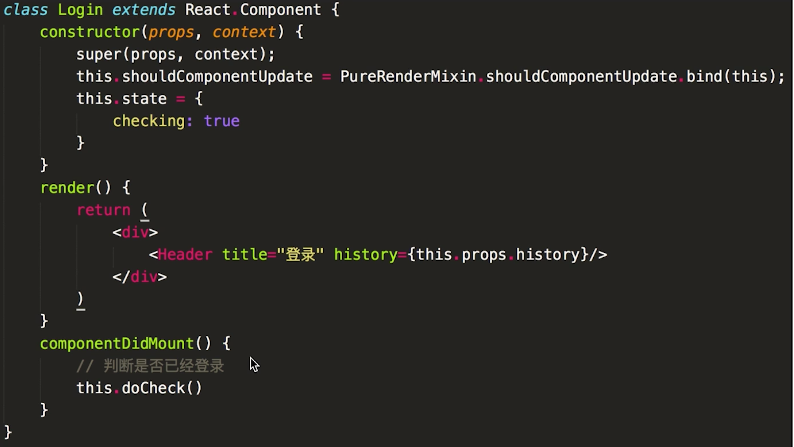 class Login extends React.Component {
    constructor(props, context) {
        super(props, context);
        this.shouldComponentUpdate = PureRenderMixin.shouldComponentUpdate.bind(this);
        this.state = {
            checking: true
        }
    }
    render() {
        return (
            <div>
                <Header title="登录" history={this.props.history}/>
            </div>
        )
    }
    componentDidMount() {
        // 判断是否已经登录
        this.doCheck()
    }
}